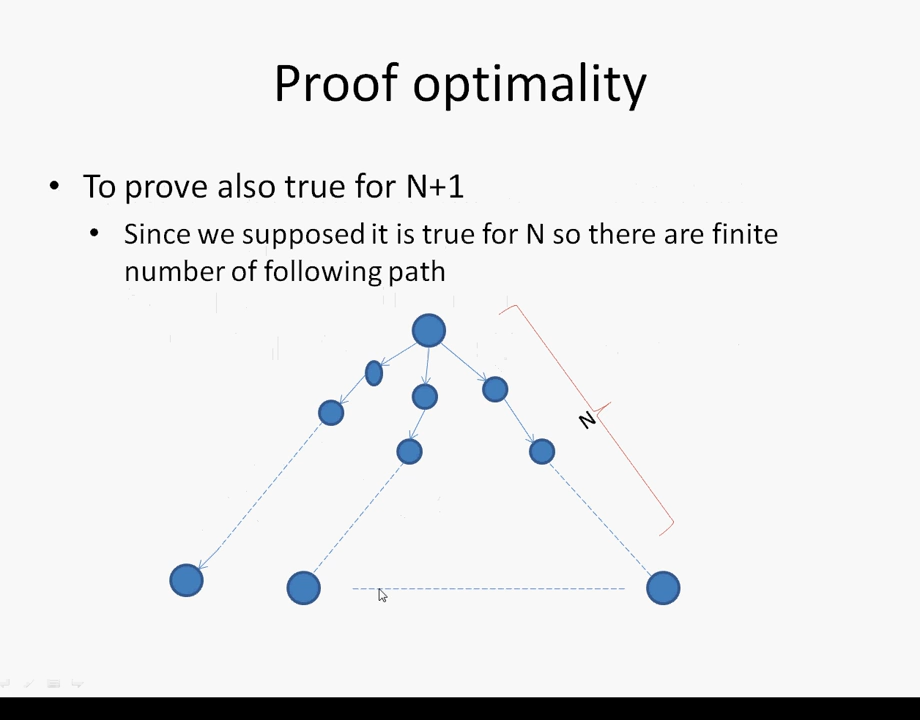 Proof optimality
• To prove also true for N+1
• Since we supposed it is true for N so there are finite
number of following path
N